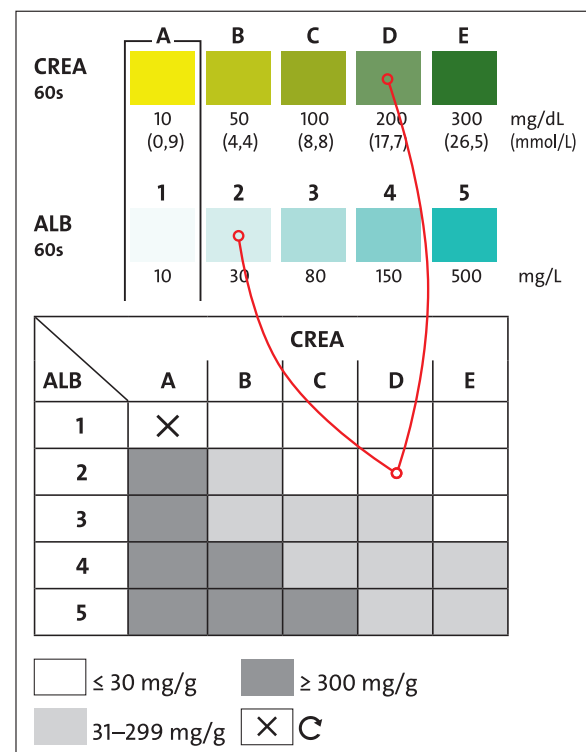 A B C D E
CREA
60s
10 50 100 200 300 mg/dL
(0,9) (4,4) (8,8) (17,7) (26,5) (mmol/L)
1 2 3 4 5
ALB
60s
10 30 80 150 500 mg/L
CREA
ALB A B C D E
1
2
3
4
5
≤ 30 mg/g ≥ 300 mg/g
31–299 mg/g